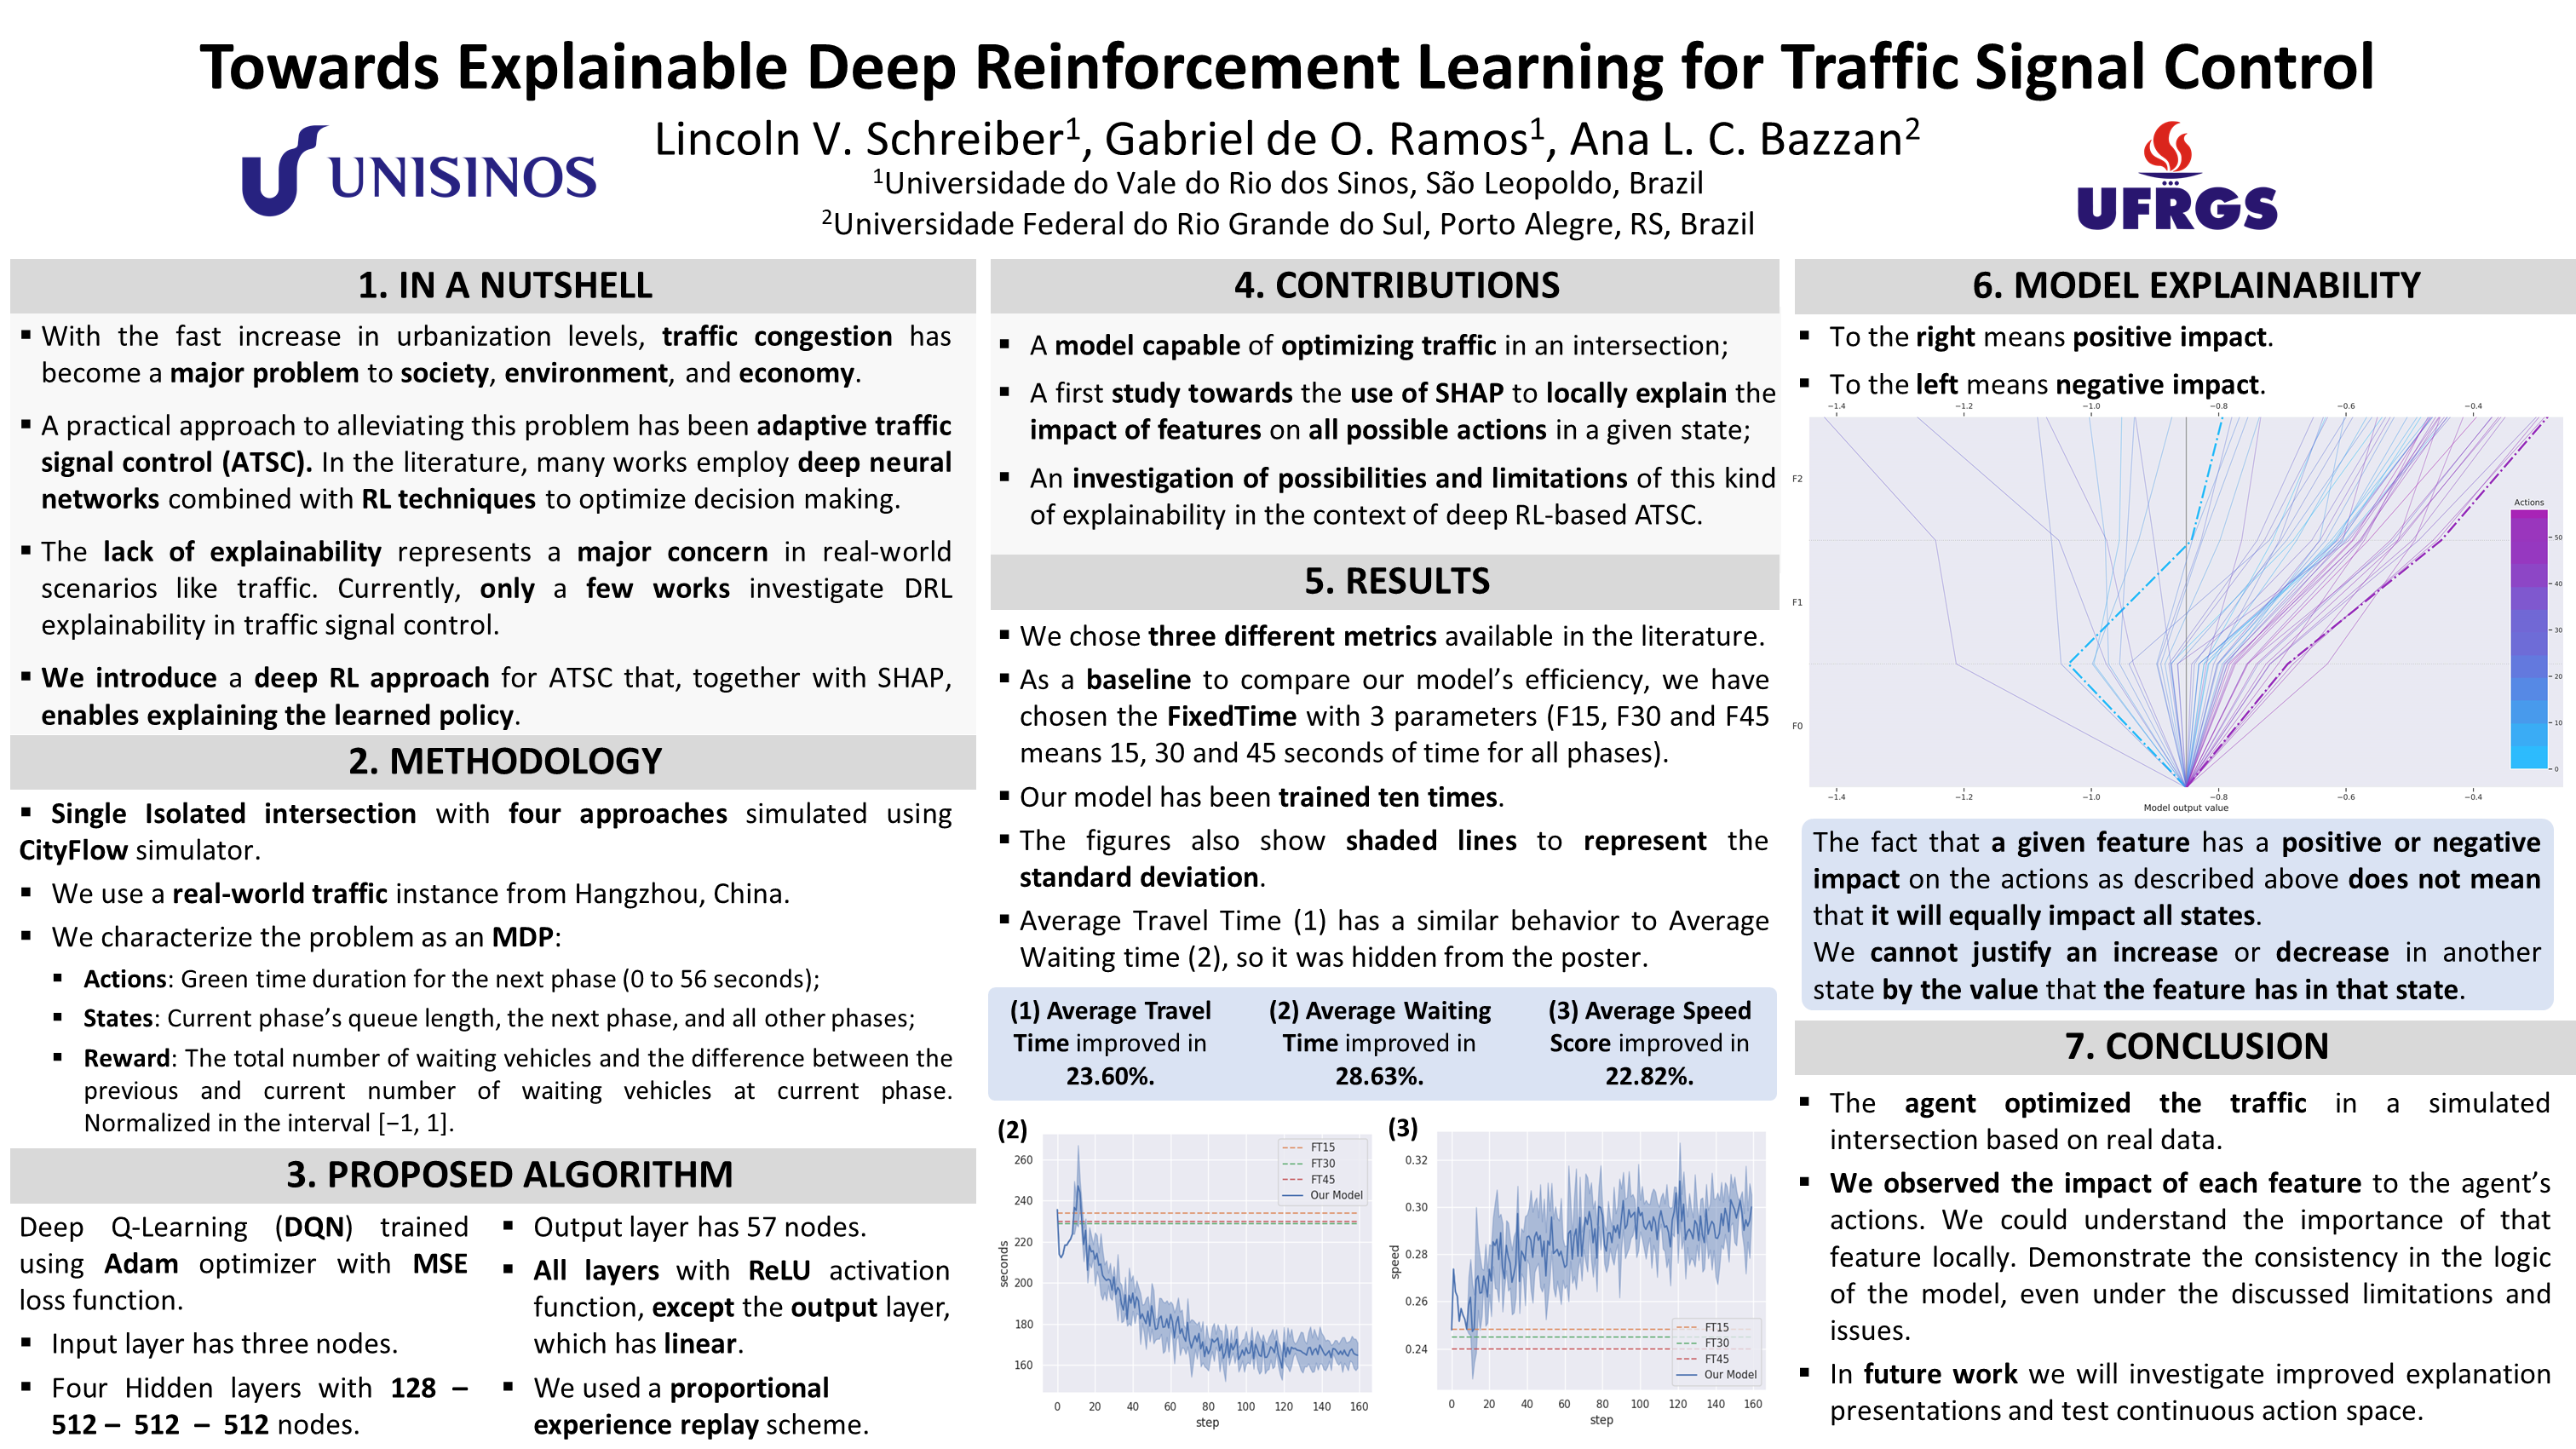 Towards Explainable Deep Reinforcement Learning for Traffic Signal Control
Lincoln V. Schreiber1, Gabriel de O. Ramos1, Ana L. C. Bazzan2
1Universidade do Vale do Rio dos Sinos, São Leopoldo, Brazil
2Universidade Federal do Rio Grande do Sul, Porto Alegre, RS, Brazil
UNISINOS
UFRGS
1. IN A NUTSHELL
▪ With the fast increase in urbanization levels, traffic congestion has
become a major problem to society, environment, and economy.
▪ A practical approach to alleviating this problem has been adaptive traffic
signal control (ATSC). In the literature, many works employ deep neural
networks combined with RL techniques to optimize decision making.
▪ The lack of explainability represents a major concern in real-world
scenarios like traffic. Currently, only a few works investigate DRL
explainability in traffic signal control.
▪ We introduce a deep RL approach for ATSC that, together with SHAP,
enables explaining the learned policy.
2. METHODOLOGY
▪ Single Isolated intersection with four approaches simulated using
CityFlow simulator.
▪ We use a real-world traffic instance from Hangzhou, China.
▪ We characterize the problem as an MDP:
▪ Actions: Green time duration for the next phase (0 to 56 seconds);
▪ States: Current phase's queue length, the next phase, and all other phases;
▪ Reward: The total number of waiting vehicles and the difference between the
previous and current number of waiting vehicles at current phase.
Normalized in the interval [−1, 1].
3. PROPOSED ALGORITHM
Deep Q-Learning (DQN) trained
using Adam optimizer with MSE
loss function.
▪ Input layer has three nodes.
▪ Four Hidden layers with 128 –
512 – 512 – 512 nodes.
▪ Output layer has 57 nodes.
▪ All layers with ReLU activation
function, except the output layer,
which has linear.
▪ We used a proportional
experience replay scheme.
4. CONTRIBUTIONS
▪ A model capable of optimizing traffic in an intersection;
▪ A first study towards the use of SHAP to locally explain the
impact of features on all possible actions in a given state;
▪ An investigation of possibilities and limitations of this kind
of explainability in the context of deep RL-based ATSC.
5. RESULTS
▪ We chose three different metrics available in the literature.
▪ As a baseline to compare our model's efficiency, we have
chosen the FixedTime with 3 parameters (F15, F30 and F45
means 15, 30 and 45 seconds of time for all phases).
▪ Our model has been trained ten times.
▪ The figures also show shaded lines to represent the
standard deviation.
▪ Average Travel Time (1) has a similar behavior to Average
Waiting time (2), so it was hidden from the poster.
(1) Average Travel
Time improved in
23.60%.
(2) Average Waiting
Time improved in
28.63%.
(3) Average Speed
Score improved in
22.82%.
(2)
FT15
FT30
FT45
Our Model
260
240
220
200
180
160
seconds
0 20 40 60 80 100 120 140 160
step
(3)
0.32
0.30
0.28
0.26
0.24
speed
FT15
FT30
FT45
Our Model
0 20 40 60 80 100 120 140 160
step
6. MODEL EXPLAINABILITY
▪ To the right means positive impact.
▪ To the left means negative impact.
−1.4 −1.2 −1.0 −0.8 −0.6 −0.4
F2
F1
F0
Actions
50
40
30
20
10
0
−1.4 −1.2 −1.0 −0.8 −0.6 −0.4
Model output value
The fact that a given feature has a positive or negative
impact on the actions as described above does not mean
that it will equally impact all states.
We cannot justify an increase or decrease in another
state by the value that the feature has in that state.
7. CONCLUSION
▪ The agent optimized the traffic in a simulated
intersection based on real data.
▪ We observed the impact of each feature to the agent's
actions. We could understand the importance of that
feature locally. Demonstrate the consistency in the logic
of the model, even under the discussed limitations and
issues.
▪ In future work we will investigate improved explanation
presentations and test continuous action space.